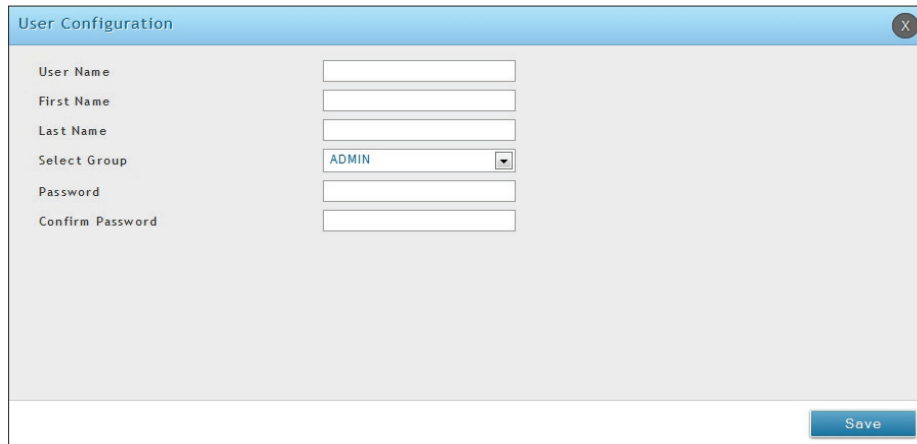 User Configuration
X
User Name
First Name
Last Name
Select Group ADMIN
Password
Confirm Password
Save